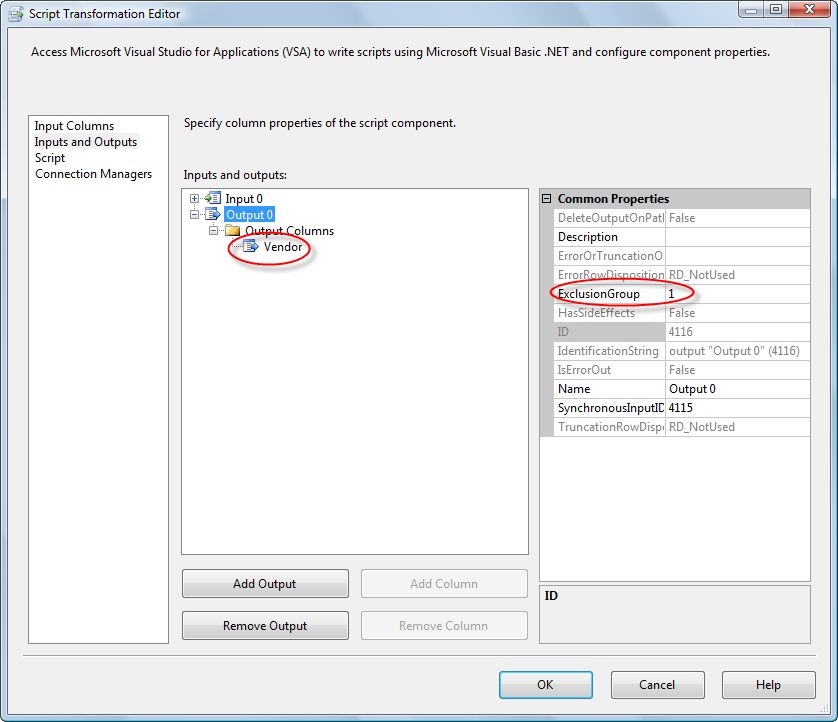 Script Transformation Editor
Access Microsoft Visual Studio for Applications (VSA) to write scripts using Microsoft Visual Basic .NET and configure component properties.
Input Columns
Inputs and Outputs
Script
Connection Managers
Specify column properties of the script component.
Inputs and outputs:
Input 0
Output 0
Output Columns
Vendor
Add Output
Add Column
Remove Output
Remove Column
Common Properties
DeleteOutputOnPatl False
Description
ErrorOrTruncationO
ErrorRowDisposition RD_NotUsed
ExclusionGroup 1
HasSideEffects False
ID 4116
IdentificationString output "Output 0" (4116)
IsErrorOut False
Name Output 0
SynchronousInputID 4115
TruncationRowDispo RD_NotUsed
ID
OK
Cancel
Help